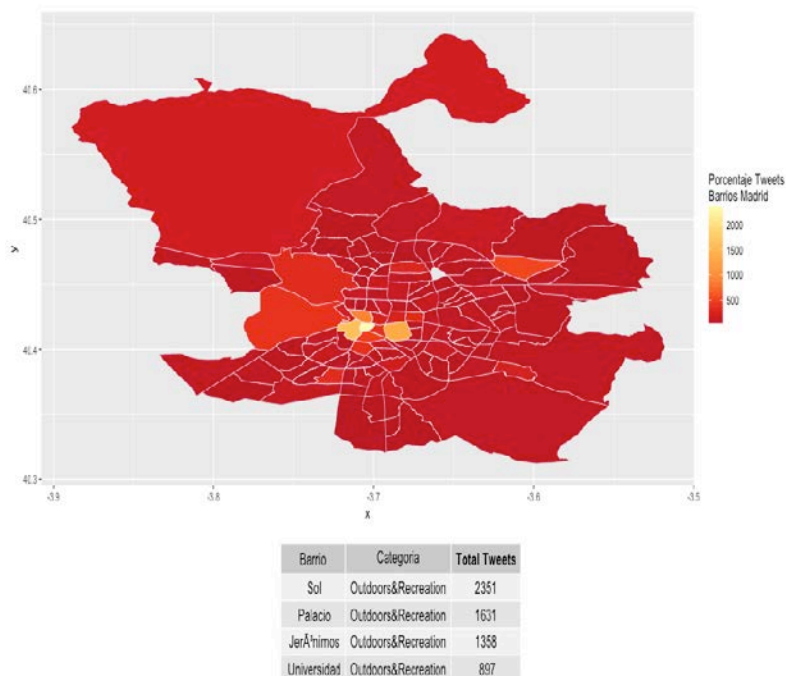 40.6
40.5
40.4
40.3
y
-3.9
-3.8
-3.7
-3.6
-3.5
x
Porcentaje Tweets
Barrios Madrid
2000
1500
1000
500
Barrio Categoria Total Tweets
Sol Outdoors&Recreation 2351
Palacio Outdoors&Recreation 1631
JerÃ³nimos Outdoors&Recreation 1358
Universidad Outdoors&Recreation 897